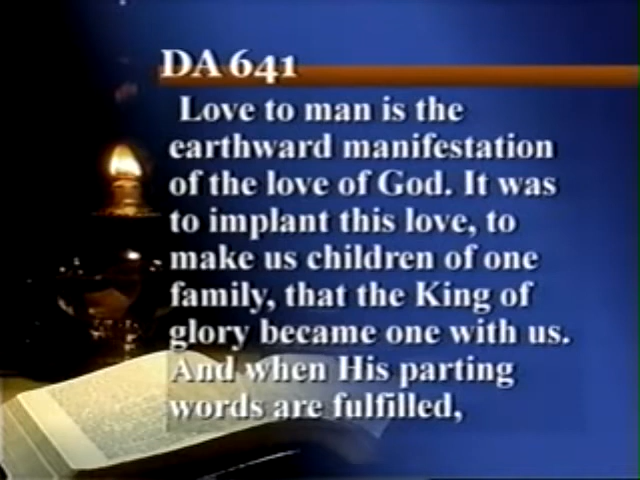 DA 641
Love to man is the
earthward manifestation
of the love of God. It was
to implant this love, to
make us children of one
family, that the King of
glory became one with us.
And when His parting
words are fulfilled,